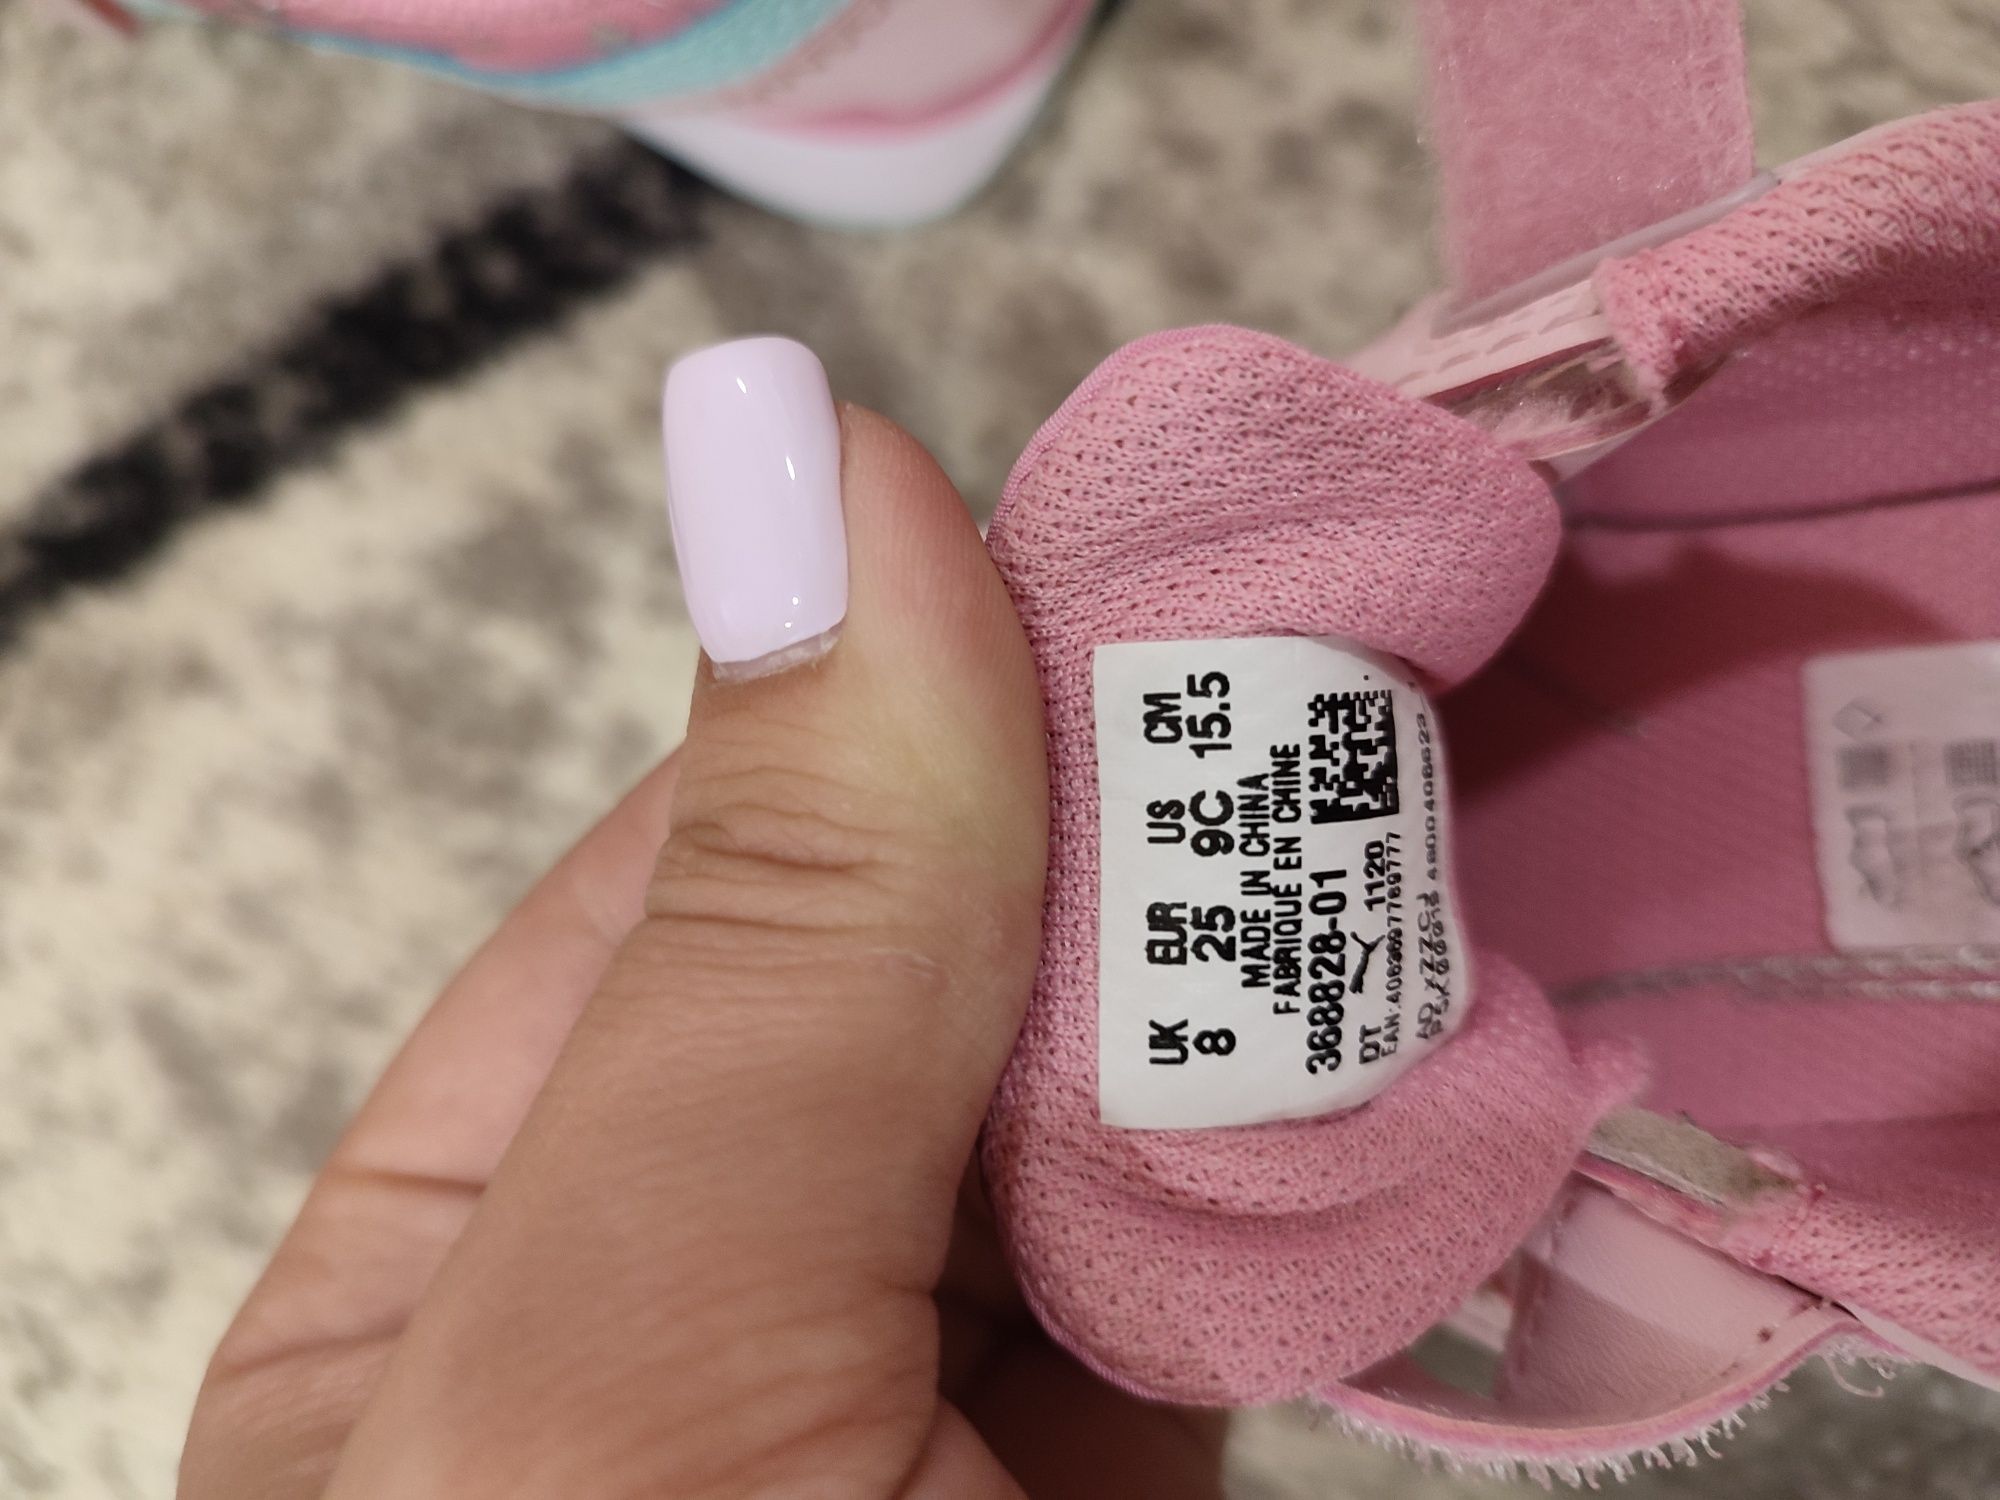 UK EUR US CM
8 25 9C 15.5
MADE IN CHINA
FABRIQUE EN CHINE
368828-01
DT 1120
EAN: